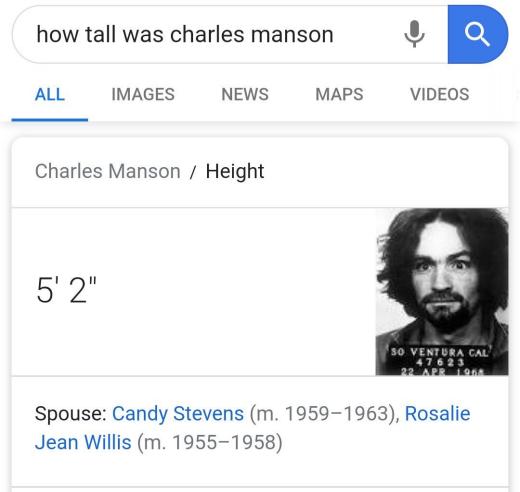 how tall was charles manson
ALL IMAGES NEWS MAPS VIDEOS
Charles Manson / Height
5' 2"
SO VENTURA CAL
47623
22 APR 1968
Spouse: Candy Stevens (m. 1959–1963), Rosalie
Jean Willis (m. 1955–1958)